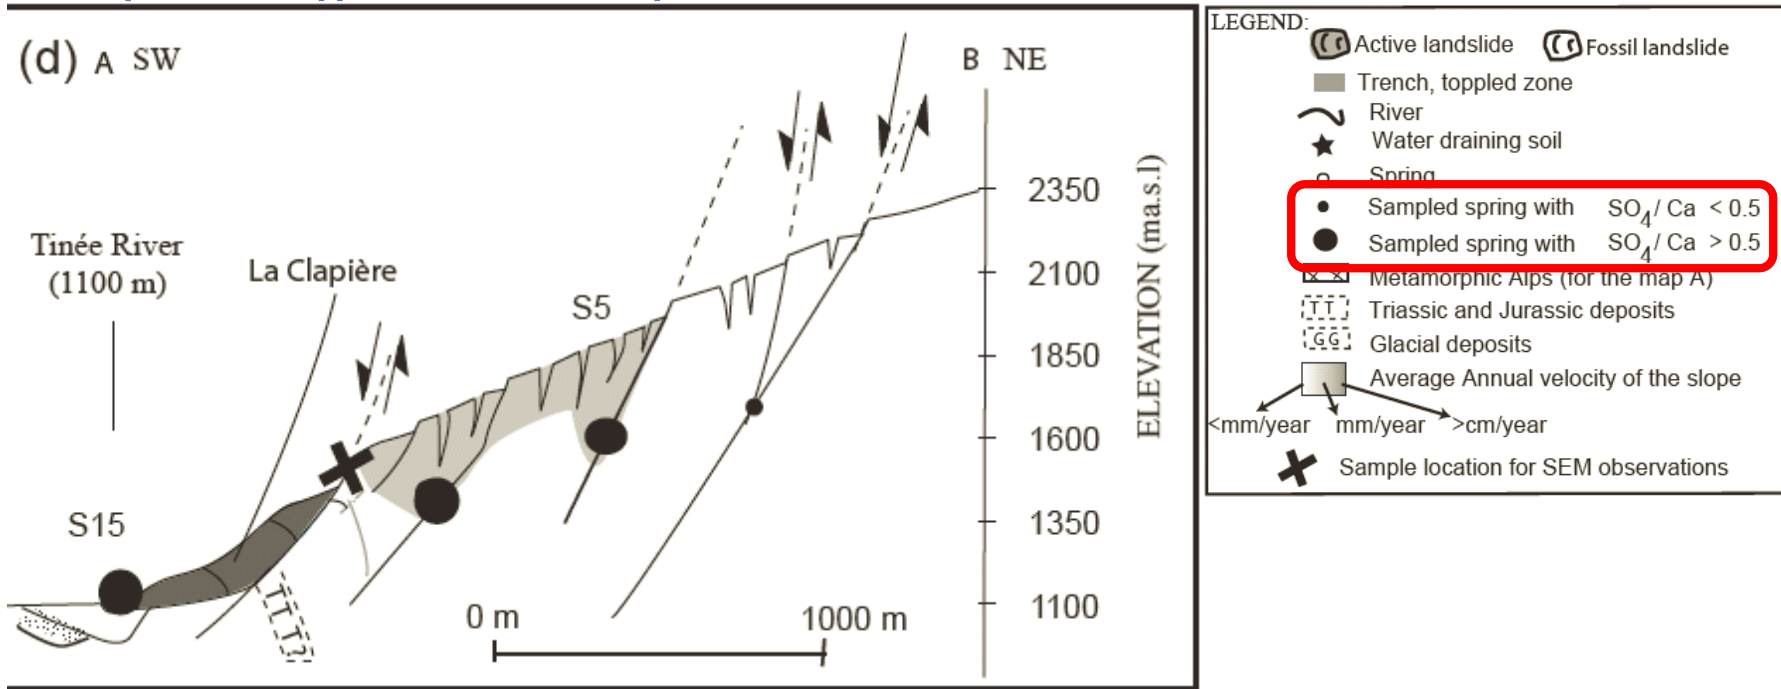 (d) A SW
B NE
Tinée River
(1100 m)
La Clapière
S5
S15
2350
2100
1850
1600
1350
1100
ELEVATION (ma.s.l)
0 m
1000 m
TT T?
LEGEND:
Active landslide
Fossil landslide
Trench, toppled zone
River
Water draining soil
Spring
Sampled spring with SO4/ Ca < 0.5
Sampled spring with SO4/ Ca > 0.5
Metamorphic Alps (for the map A)
TT Triassic and Jurassic deposits
GG Glacial deposits
Average Annual velocity of the slope
<mm/year mm/year >cm/year
Sample location for SEM observations